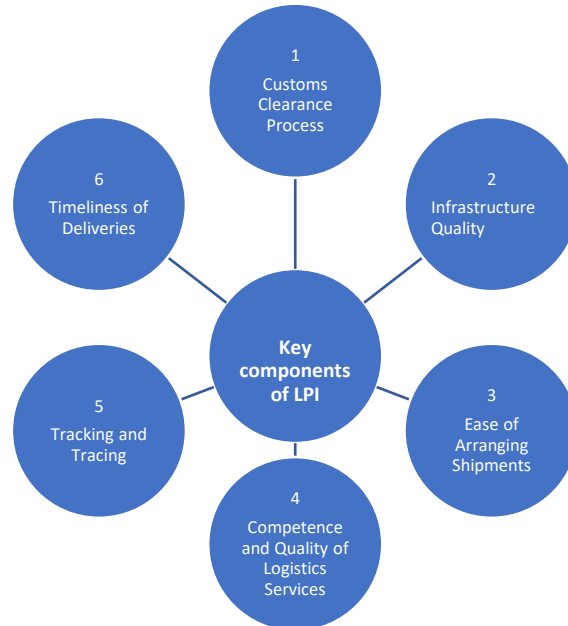 1
Customs
Clearance
Process
2
Infrastructure
Quality
3
Ease of
Arranging
Shipments
4
Competence
and Quality of
Logistics
Services
5
Tracking and
Tracing
6
Timeliness of
Deliveries
Key
components
of LPI